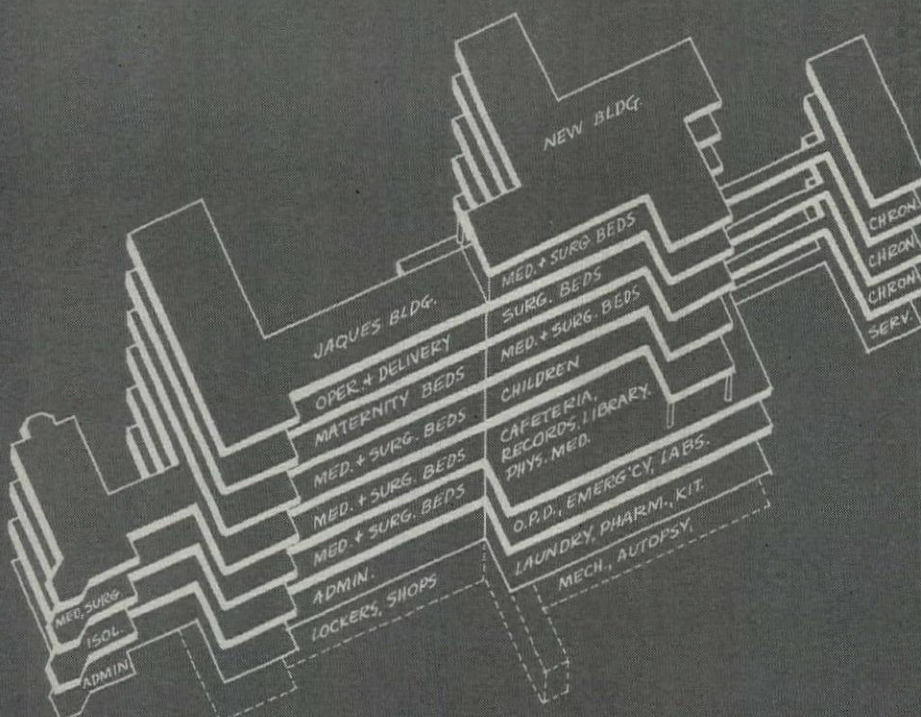 NEW BLDG.
MED. + SURG BEDS
SURG. BEDS
MED. + SURG. BEDS
CHILDREN
CAFETERIA,
RECORDS, LIBRARY.
PHYS. MED.
O.P.D., EMERG'CY, LABS.
LAUNDRY, PHARM., KIT.
MECH., AUTOPSY,
JAQUES BLDG.
OPER. + DELIVERY
MATERNITY BEDS
MED. + SURG. BEDS
MED. + SURG. BEDS
MED. + SURG. BEDS
ADMIN.
LOCKERS, SHOPS
MED, SURG.
ISOL.
ADMIN
CHRON
CHRON
CHRON
SERV.